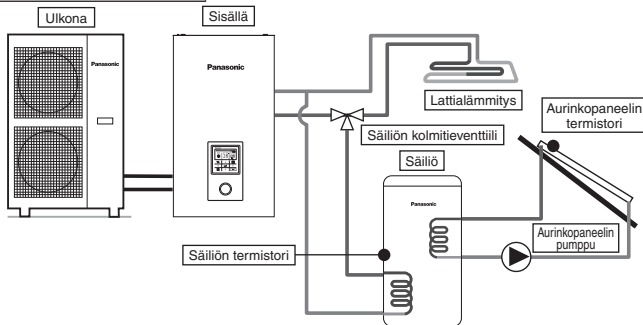 Ulkona
Sisällä
Panasonic
Panasonic
Lattialämmitys
Aurinkopaneelin
termistori
Säiliön kolmitieventtiili
Säiliö
Panasonic
Säiliön termistori
Aurinkopaneelin
pumppu